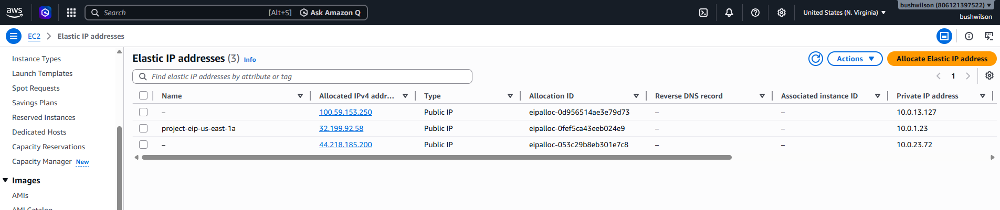 aws Search [Alt+S] Ask Amazon Q United States (N. Virginia) bushwilson (806121397522)
bushwilson
EC2 Elastic IP addresses
Instance Types
Launch Templates
Spot Requests
Savings Plans
Reserved Instances
Dedicated Hosts
Capacity Reservations
Capacity Manager New
Images
AMIs
AMI Catalog
Elastic IP addresses (3) Info Actions Allocate Elastic IP address
Find elastic IP addresses by attribute or tag 1
Name Allocated IPv4 addr... Type Allocation ID Reverse DNS record Associated instance ID Private IP address
– 100.59.153.250 Public IP eipalloc-0d956514ae3e79d73 – – 10.0.13.127
project-eip-us-east-1a 32.199.92.58 Public IP eipalloc-0fef5ca43eeb024e9 – – 10.0.1.23
– 44.218.185.200 Public IP eipalloc-053c29b8eb301e7c8 – – 10.0.23.72